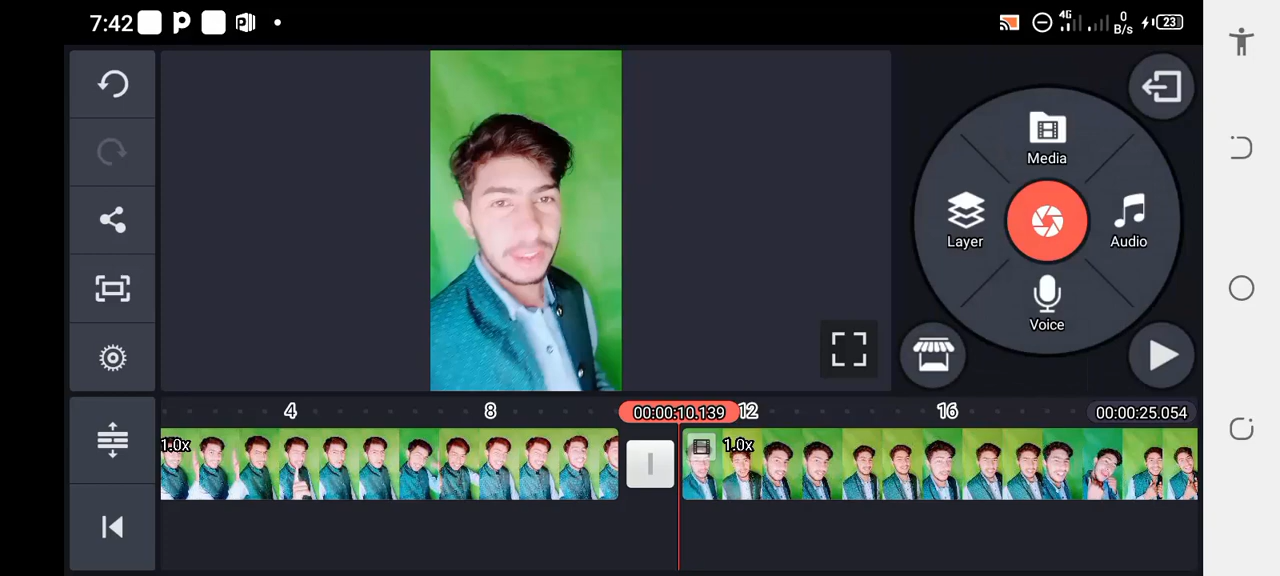 7:42
4G
0
B/s
23
Media
Layer
Audio
Voice
4
8
00:00:10.139
12
16
00:00:25.054
1.0x
1.0x